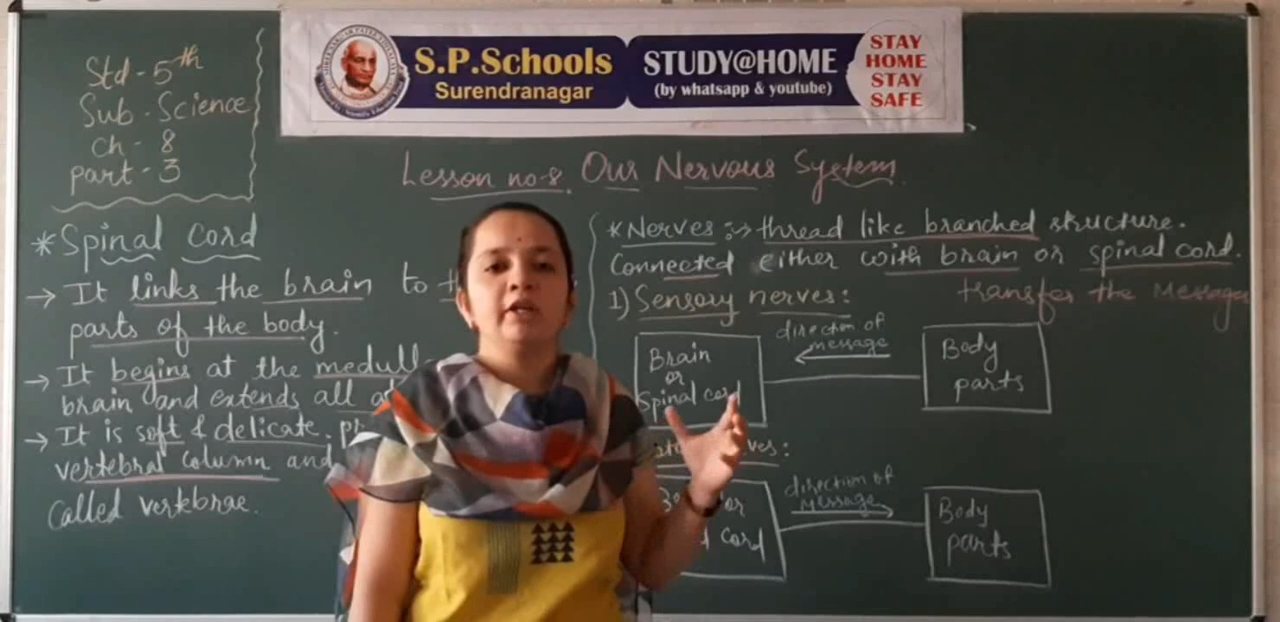 S.P.Schools
Surendranagar
STUDY@HOME
(by whatsapp & youtube)
STAY
HOME
STAY
SAFE
Std - 5th
Sub - Science
Ch - 8
part - 3
Lesson no-8. Our Nervous System
* Spinal Cord
→ It links the brain to
parts of the body.
→ It begins at the
brain and extends all
→ It is soft & delicate.
vertebral column and
called vertebrae.
* Nerves :→ thread like branched structure.
Connected either with brain or spinal cord.
1) Sensory nerves: transfer the Message
Brain
or
Spinal cord
direction of
message
Body
parts
direction of
message
or
cord
Body
parts